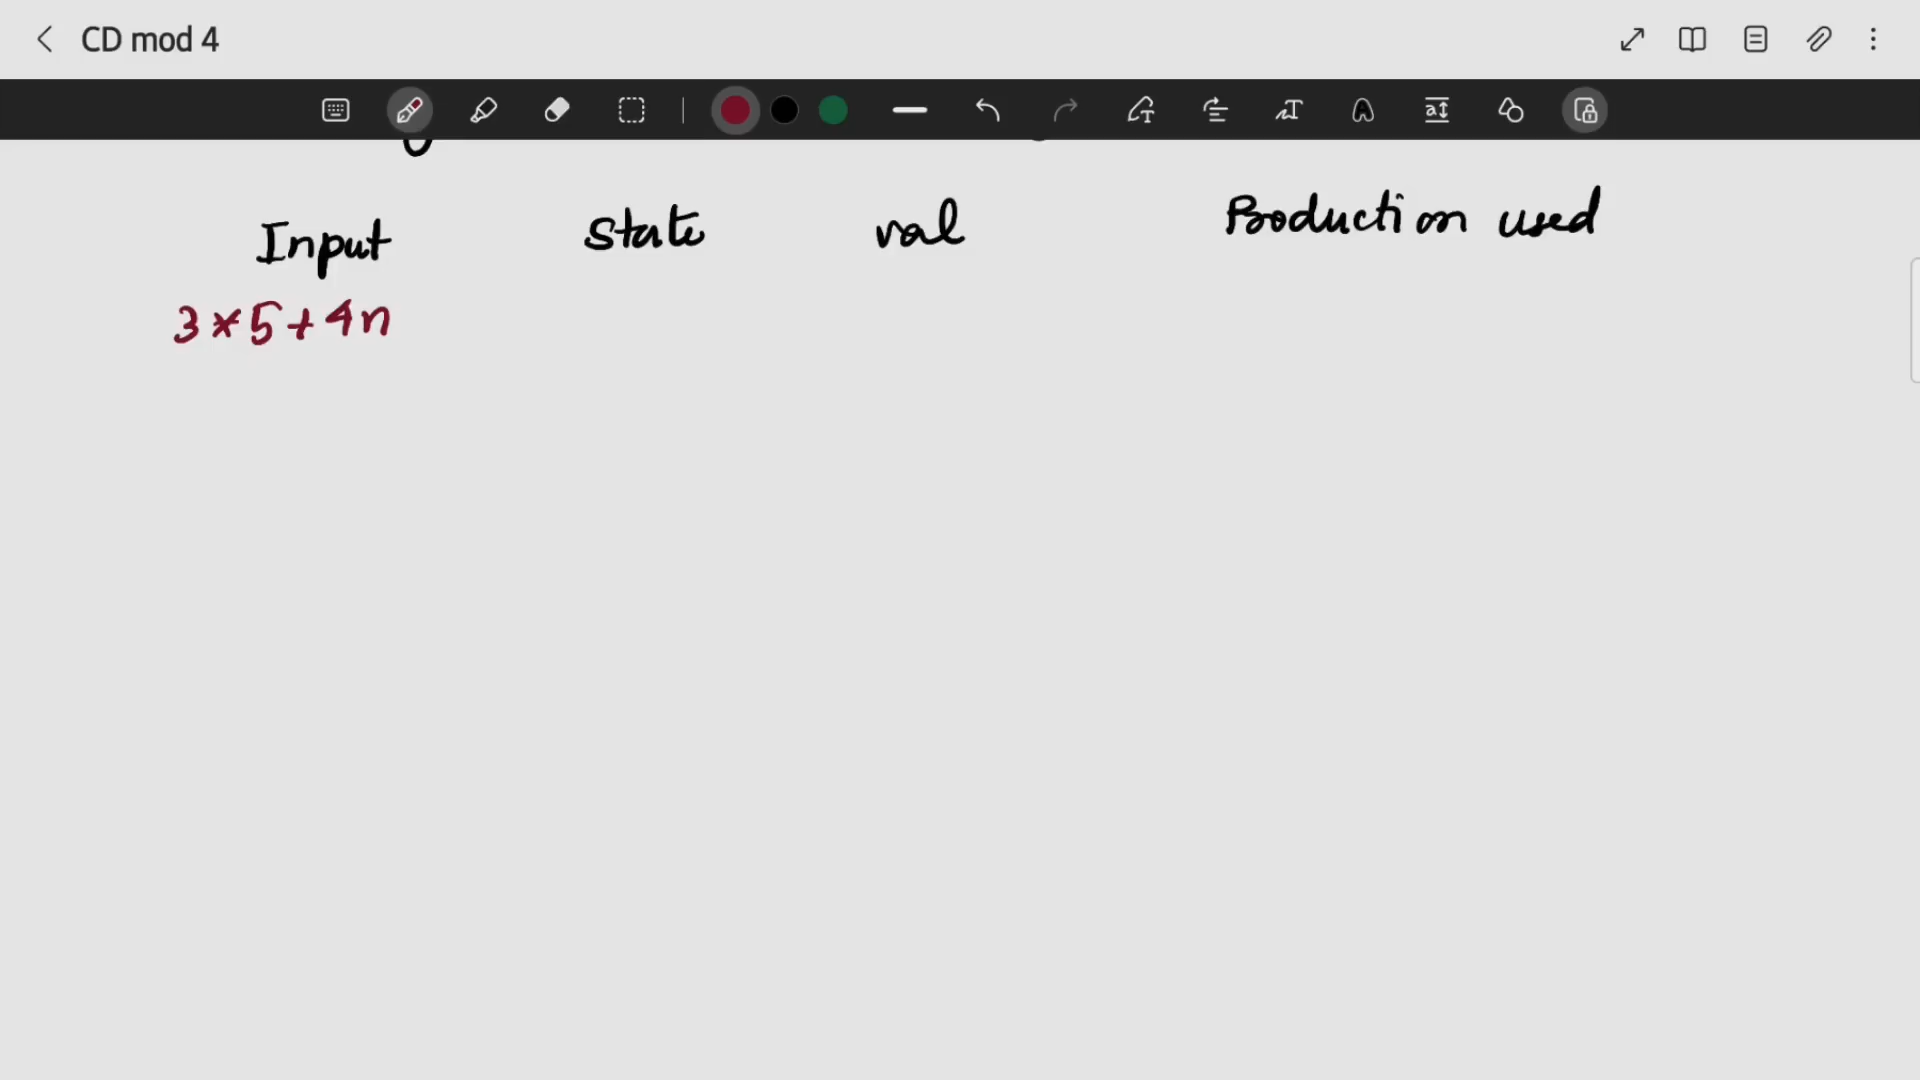 CD mod 4
Input state val Production used
3*5+4n